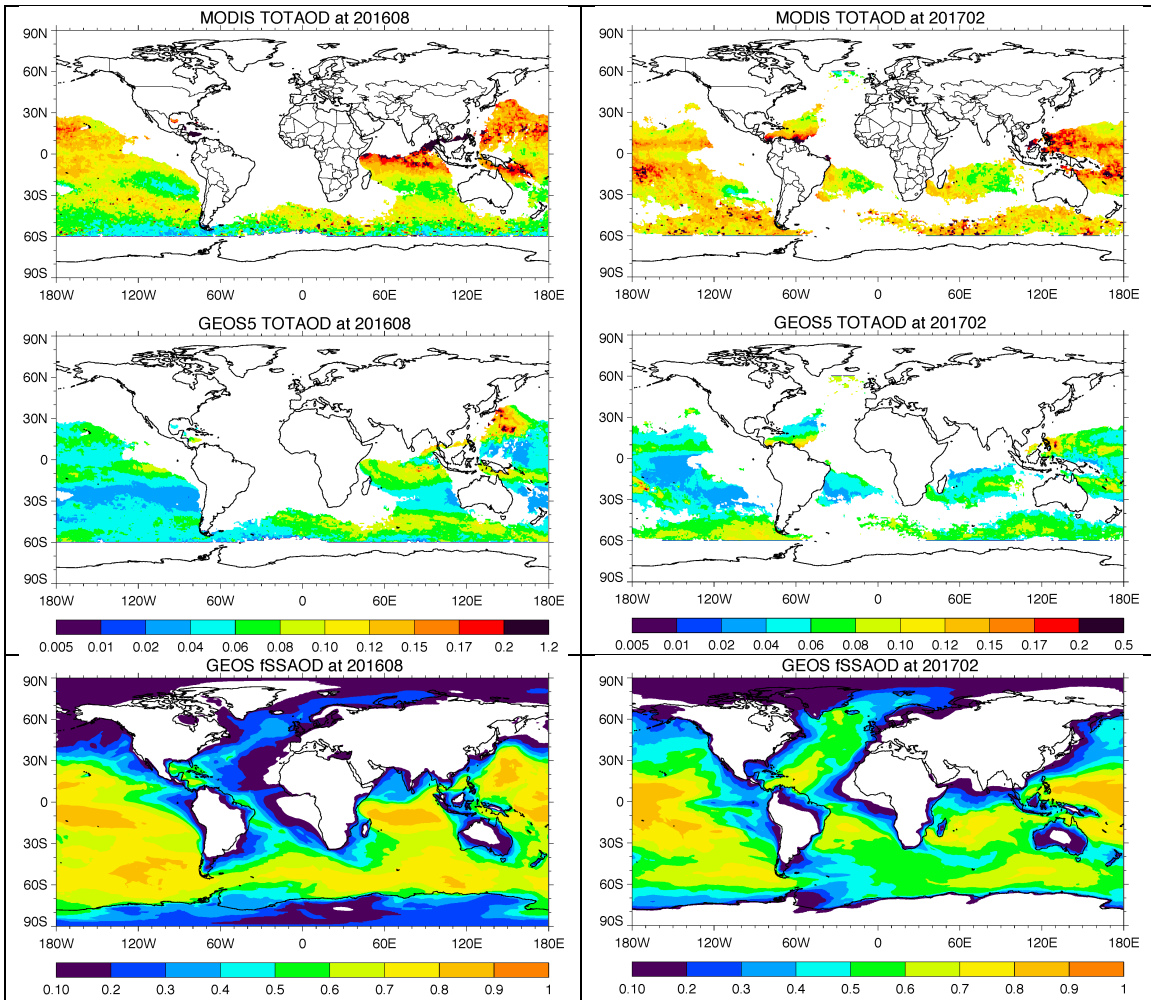 MODIS TOTAOD at 201608
90N
60N
30N
0
30S
60S
90S
180W 120W 60W 0 60E 120E 180E
MODIS TOTAOD at 201702
90N
60N
30N
0
30S
60S
90S
180W 120W 60W 0 60E 120E 180E
GEOS5 TOTAOD at 201608
90N
60N
30N
0
30S
60S
90S
180W 120W 60W 0 60E 120E 180E
0.005 0.01 0.02 0.04 0.06 0.08 0.10 0.12 0.15 0.17 0.2 1.2
GEOS5 TOTAOD at 201702
90N
60N
30N
0
30S
60S
90S
180W 120W 60W 0 60E 120E 180E
0.005 0.01 0.02 0.04 0.06 0.08 0.10 0.12 0.15 0.17 0.2 0.5
GEOS fSSAOD at 201608
90N
60N
30N
0
30S
60S
90S
180W 120W 60W 0 60E 120E 180E
0.10 0.2 0.3 0.4 0.5 0.6 0.7 0.8 0.9 1
GEOS fSSAOD at 201702
90N
60N
30N
0
30S
60S
90S
180W 120W 60W 0 60E 120E 180E
0.10 0.2 0.3 0.4 0.5 0.6 0.7 0.8 0.9 1